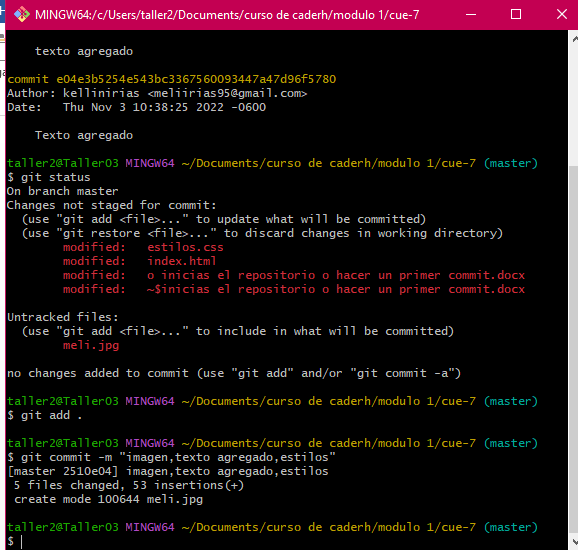 MINGW64:/c/Users/taller2/Documents/curso de caderh/modulo 1/cue-7
texto agregado
commit e04e3b5254e543bc3367560093447a47d96f5780
Author: kellinirias <meliirias95@gmail.com>
Date:   Thu Nov 3 10:38:25 2022 -0600
Texto agregado
taller2@Taller03 MINGW64 ~/Documents/curso de caderh/modulo 1/cue-7 (master)
$ git status
On branch master
Changes not staged for commit:
(use "git add <file>..." to update what will be committed)
(use "git restore <file>..." to discard changes in working directory)
modified:   estilos.css
modified:   index.html
modified:   o inicias el repositorio o hacer un primer commit.docx
modified:   ~$inicias el repositorio o hacer un primer commit.docx
Untracked files:
(use "git add <file>..." to include in what will be committed)
meli.jpg
no changes added to commit (use "git add" and/or "git commit -a")
taller2@Taller03 MINGW64 ~/Documents/curso de caderh/modulo 1/cue-7 (master)
$ git add .
taller2@Taller03 MINGW64 ~/Documents/curso de caderh/modulo 1/cue-7 (master)
$ git commit -m "imagen,texto agregado,estilos"
[master 2510e04] imagen,texto agregado,estilos
5 files changed, 53 insertions(+)
create mode 100644 meli.jpg
taller2@Taller03 MINGW64 ~/Documents/curso de caderh/modulo 1/cue-7 (master)
$